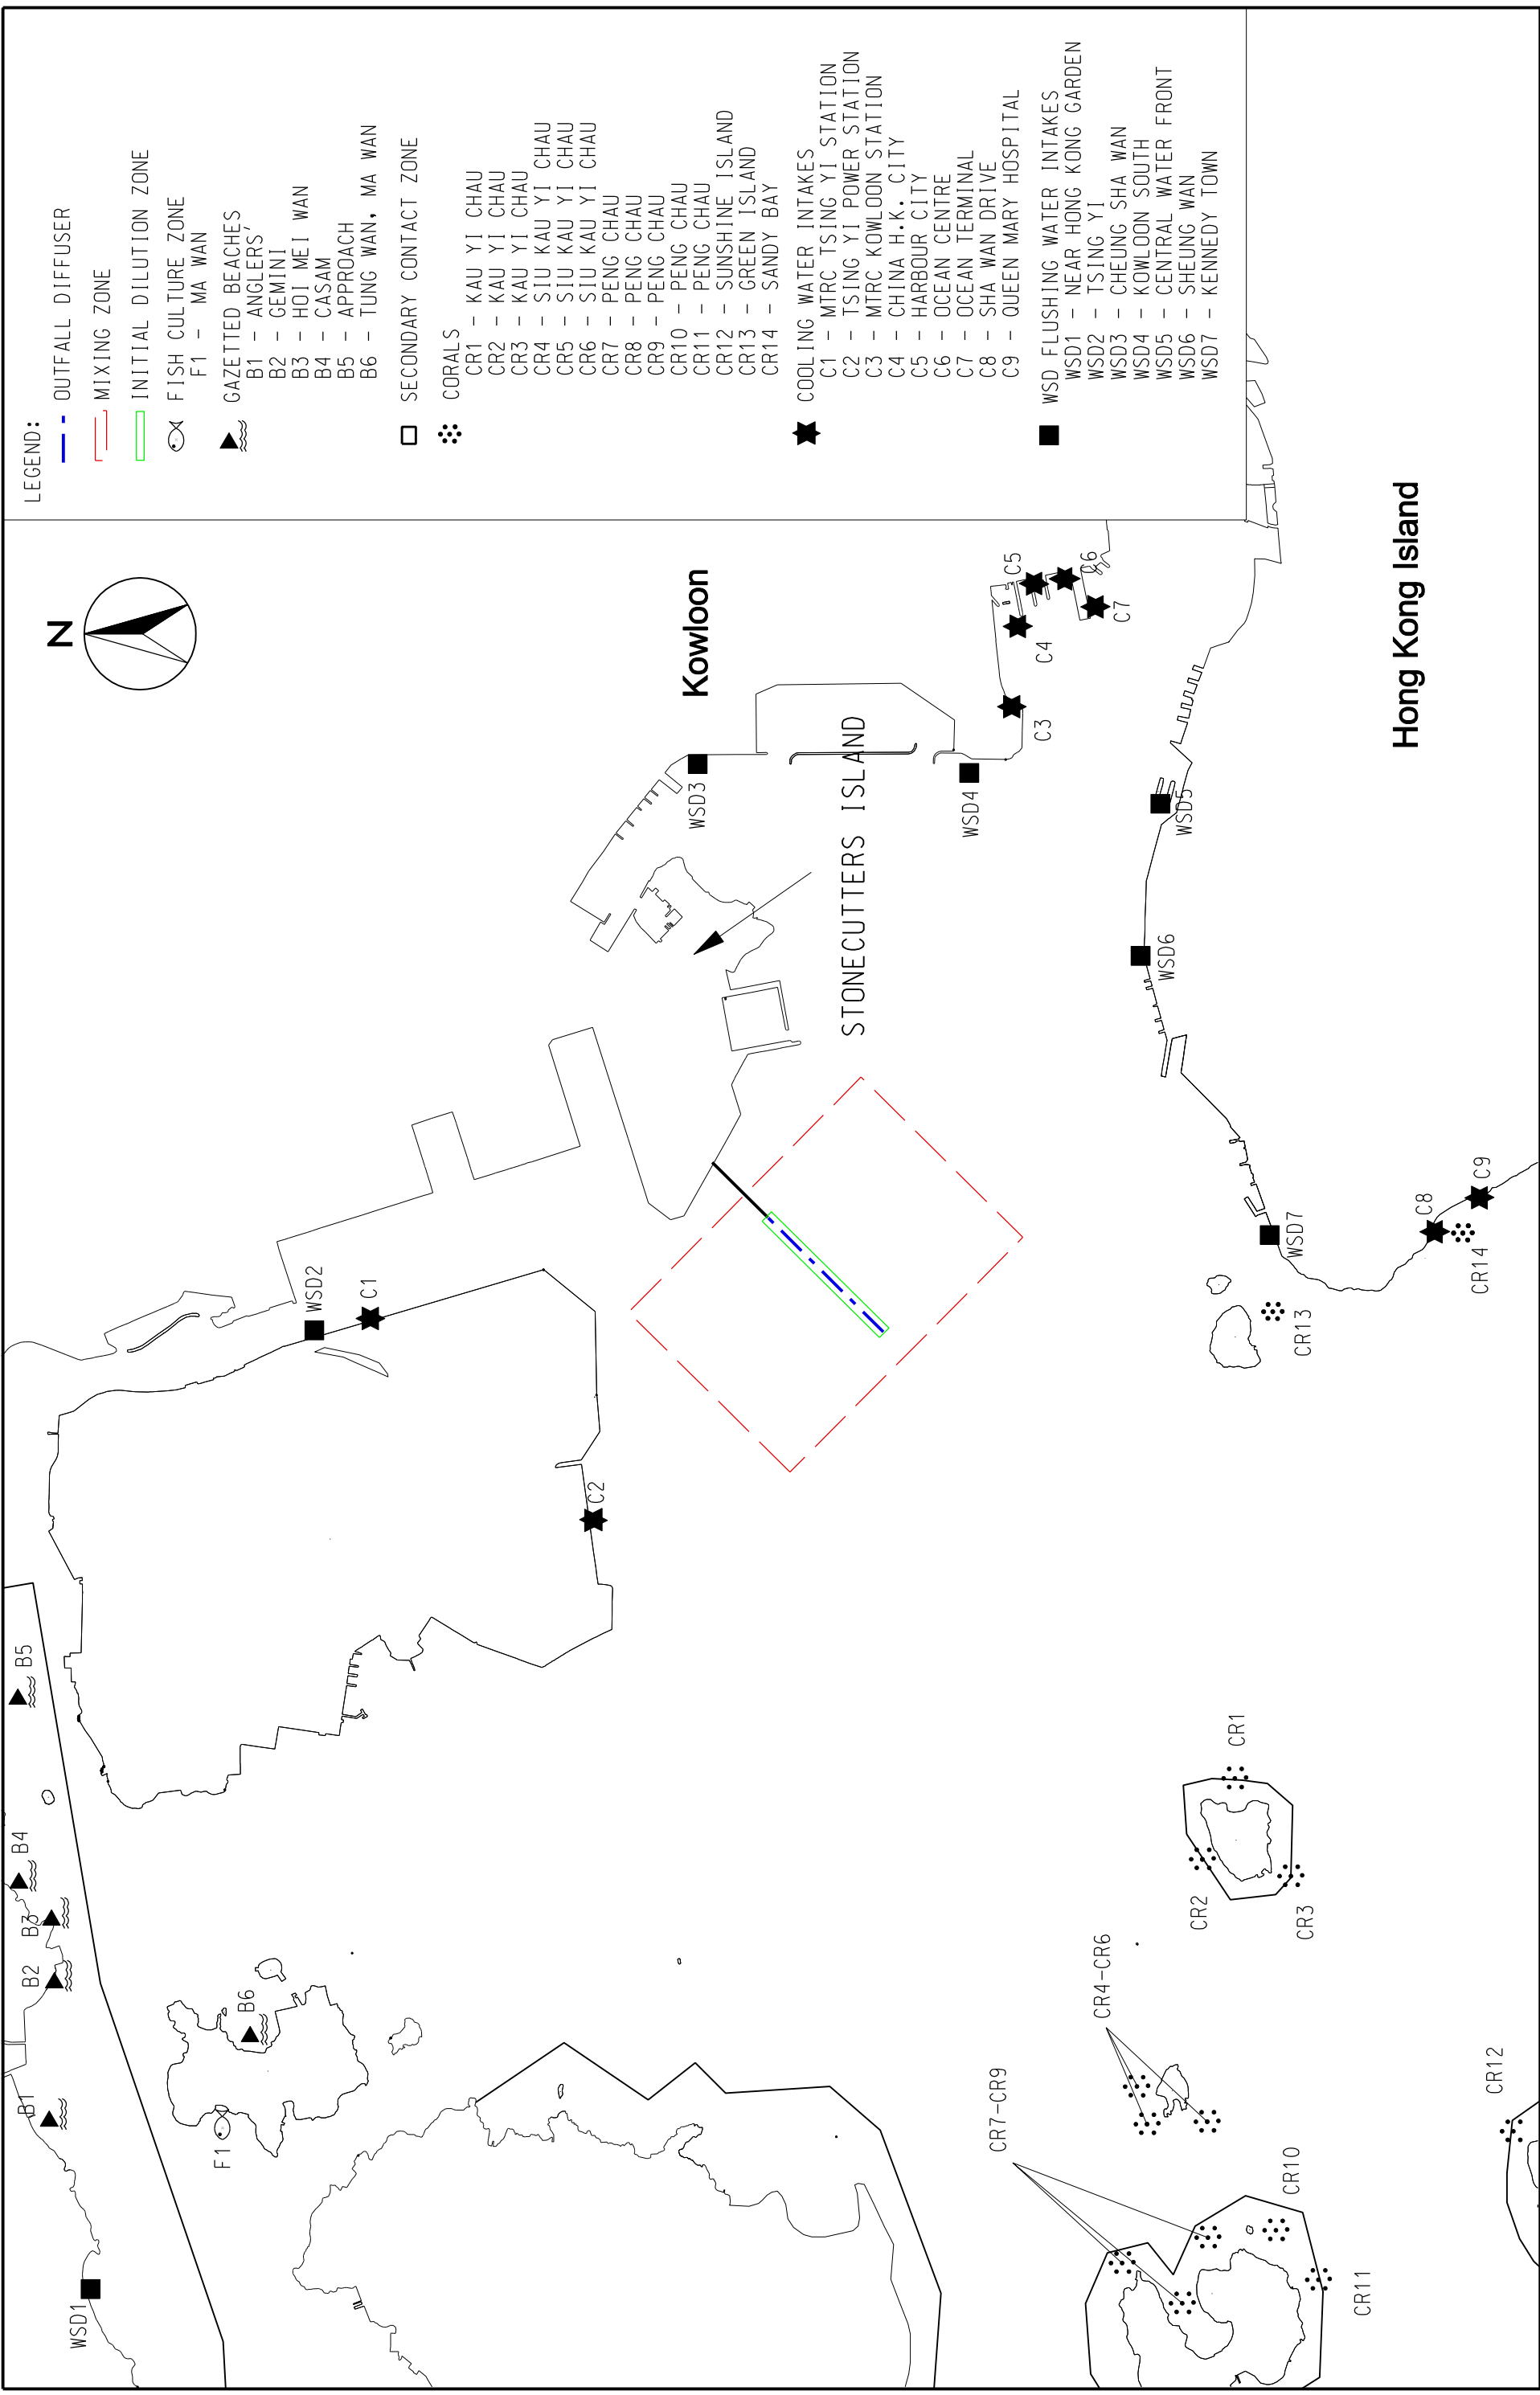 LEGEND:
OUTFALL DIFFUSER
MIXING ZONE
INITIAL DILUTION ZONE
FISH CULTURE ZONE
F1 - MA WAN
GAZETTED BEACHES
B1 - ANGLERS'
B2 - GEMINI
B3 - HOI MEI WAN
B4 - CASAM
B5 - APPROACH
B6 - TUNG WAN, MA WAN
SECONDARY CONTACT ZONE
CORALS
CR1 - KAU YI CHAU
CR2 - KAU YI CHAU
CR3 - KAU YI CHAU
CR4 - SIU KAU YI CHAU
CR5 - SIU KAU YI CHAU
CR6 - SIU KAU YI CHAU
CR7 - PENG CHAU
CR8 - PENG CHAU
CR9 - PENG CHAU
CR10 - PENG CHAU
CR11 - PENG CHAU
CR12 - SUNSHINE ISLAND
CR13 - GREEN ISLAND
CR14 - SANDY BAY
COOLING WATER INTAKES
C1 - MTRC TSING YI STATION
C2 - TSING YI POWER STATION
C3 - MTRC KOWLOON STATION
C4 - CHINA H.K. CITY
C5 - HARBOUR CITY
C6 - OCEAN CENTRE
C7 - OCEAN TERMINAL
C8 - SHA WAN DRIVE
C9 - QUEEN MARY HOSPITAL
WSD FLUSHING WATER INTAKES
WSD1 - NEAR HONG KONG GARDEN
WSD2 - TSING YI
WSD3 - CHEUNG SHA WAN
WSD4 - KOWLOON SOUTH
WSD5 - CENTRAL WATER FRONT
WSD6 - SHEUNG WAN
WSD7 - KENNEDY TOWN
N
Kowloon
Hong Kong Island
STONECUTTERS ISLAND
WSD1
B1
B2
B3
B4
B5
F1
B6
WSD2
C1
C2
WSD3
WSD4
C3
C4
C5
C6
C7
WSD5
WSD6
WSD7
C8
C9
CR14
CR13
CR1
CR2
CR3
CR4-CR6
CR7-CR9
CR10
CR11
CR12